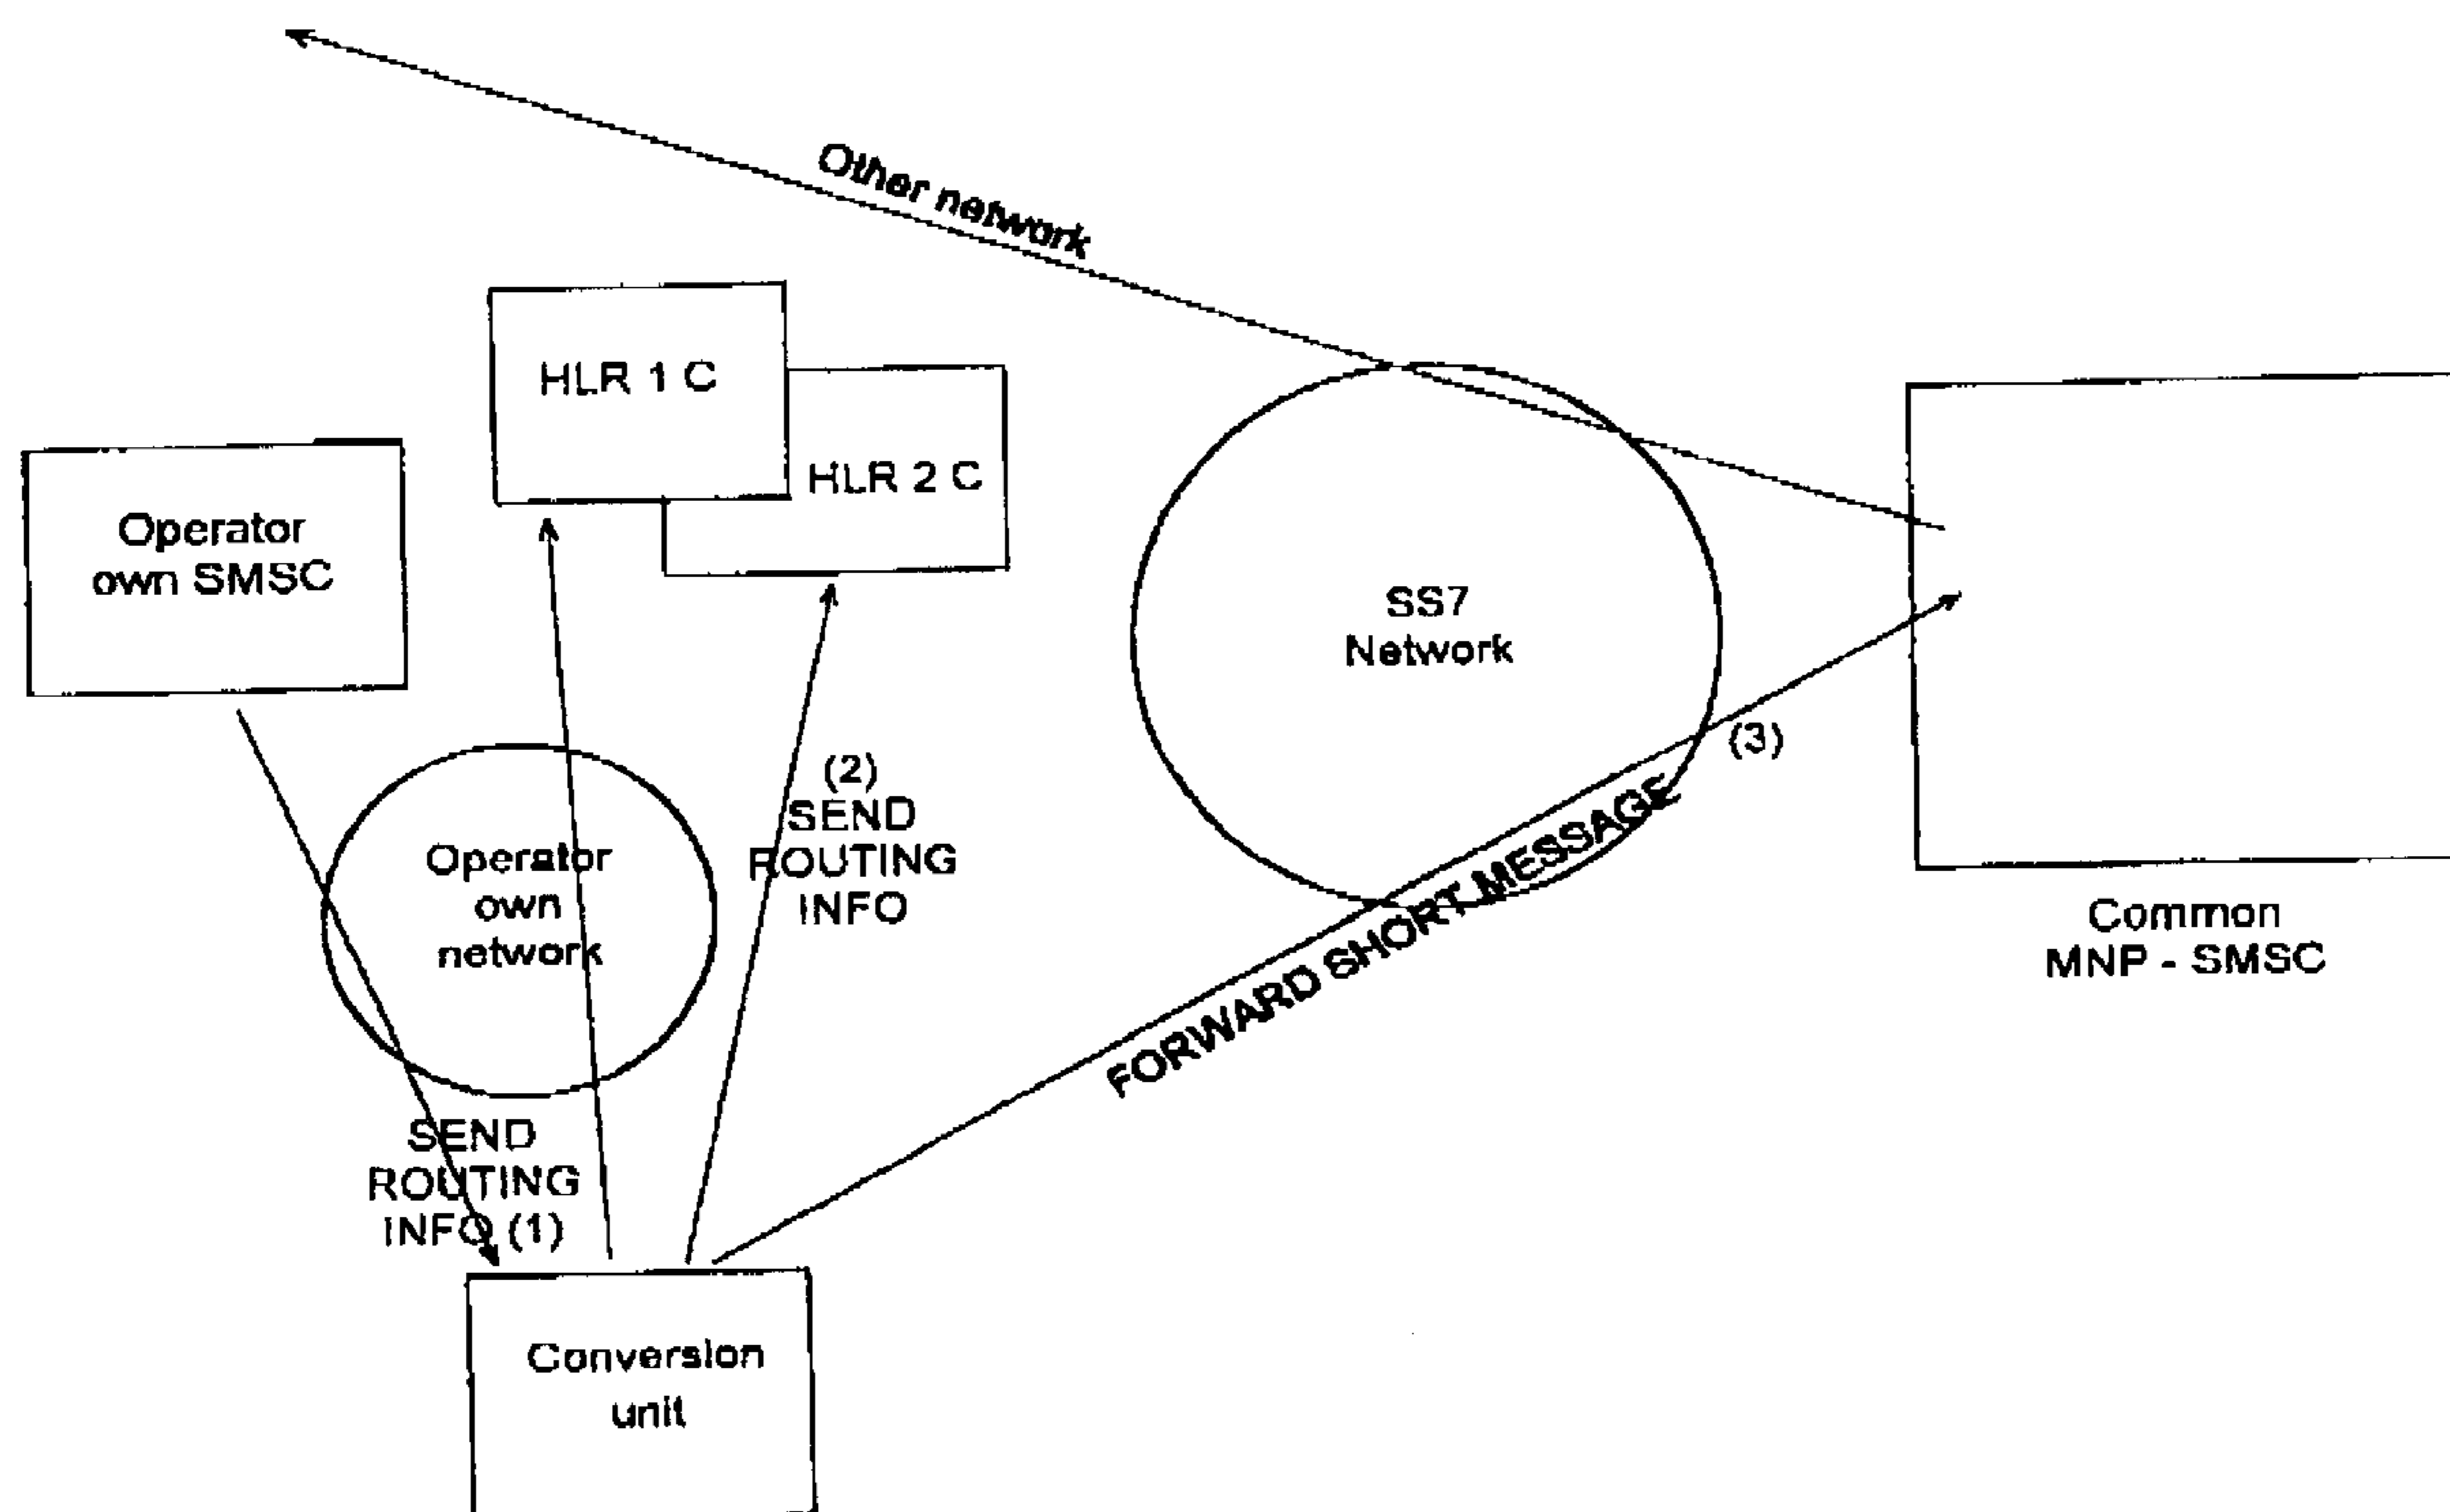 Other network
HLR 1 C
HLR 2 C
Operator
own SMSC
SS7
Network
(3)
(2)
SEND
ROUTING
INFO
Operator
own
network
FORWARD SHORT MESSAGE
Common
MNP - SMSC
SEND
ROUTING
INFO (1)
Conversion
unit